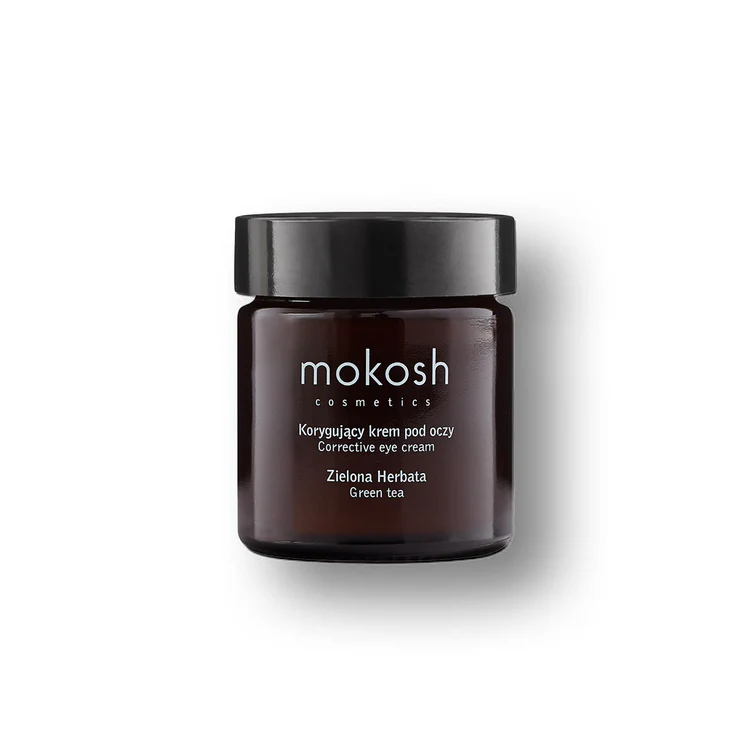 mokosh
cosmetics
Korygujący krem pod oczy
Corrective eye cream
Zielona Herbata
Green tea